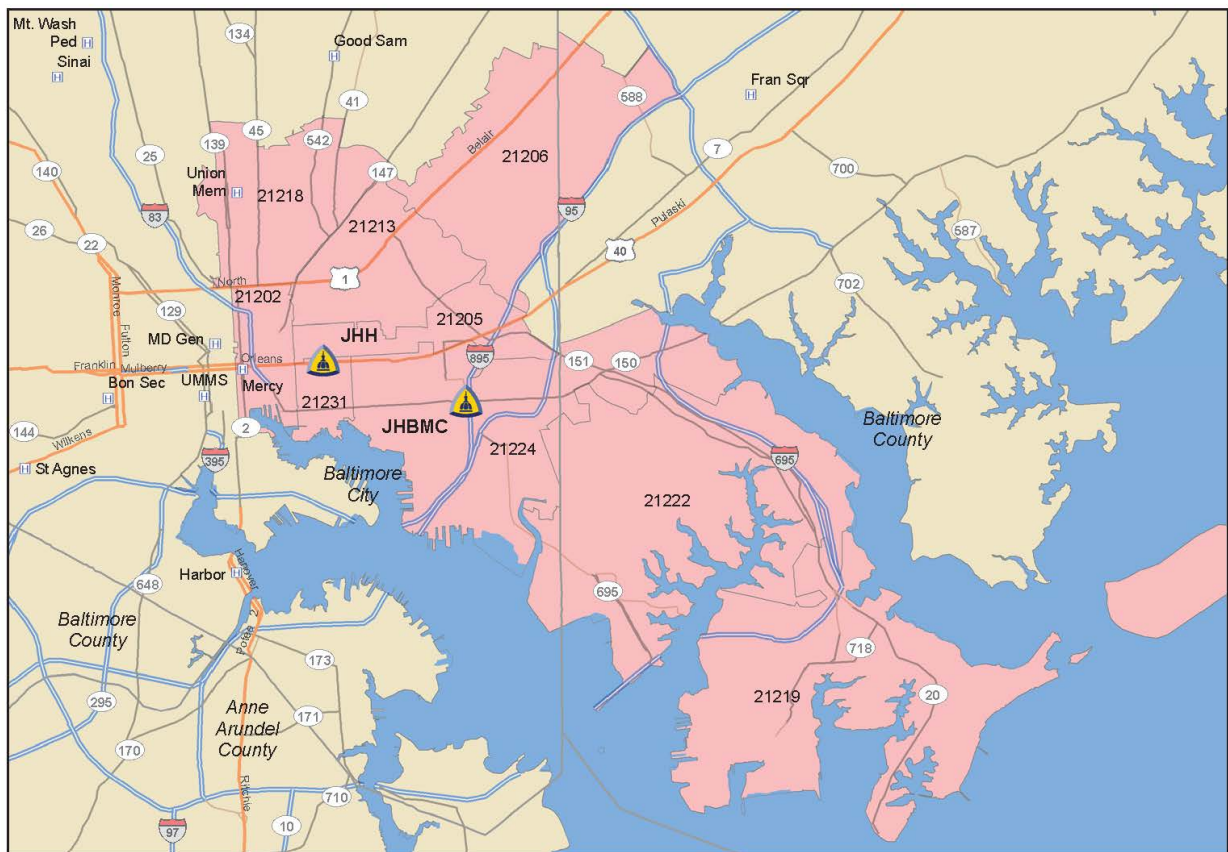 Mt. Wash
Ped
Sinai
134
Good Sam
41
588
Fran Sqr
25
139
45
542
147
Belair
21206
7
700
140
Union
Mem
21218
21213
95
Pulaski
587
26
22
83
40
North
1
702
Monroe
Fulton
129
21202
21205
MD Gen
JHH
895
151
150
Orleans
Franklin
Mulberry
Bon Sec
UMMS
Mercy
21231
JHBMC
Baltimore
County
144
Wilkens
2
395
21224
695
St Agnes
Baltimore
City
21222
Harbor
Hanover
648
695
Baltimore
County
Potee
2
173
718
Anne
Arundel
County
21219
20
295
171
170
Ritchie
710
97
10